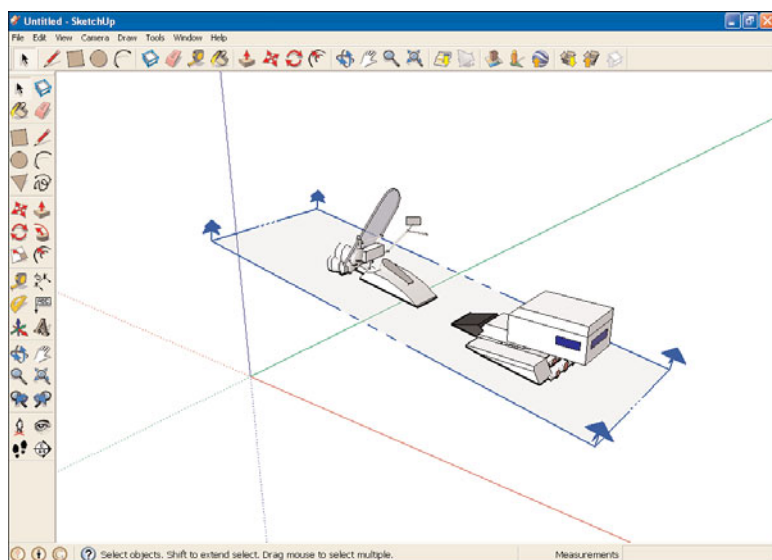 Untitled - SketchUp
File Edit View Camera Draw Tools Window Help
Select objects. Shift to extend select. Drag mouse to select multiple.
Measurements